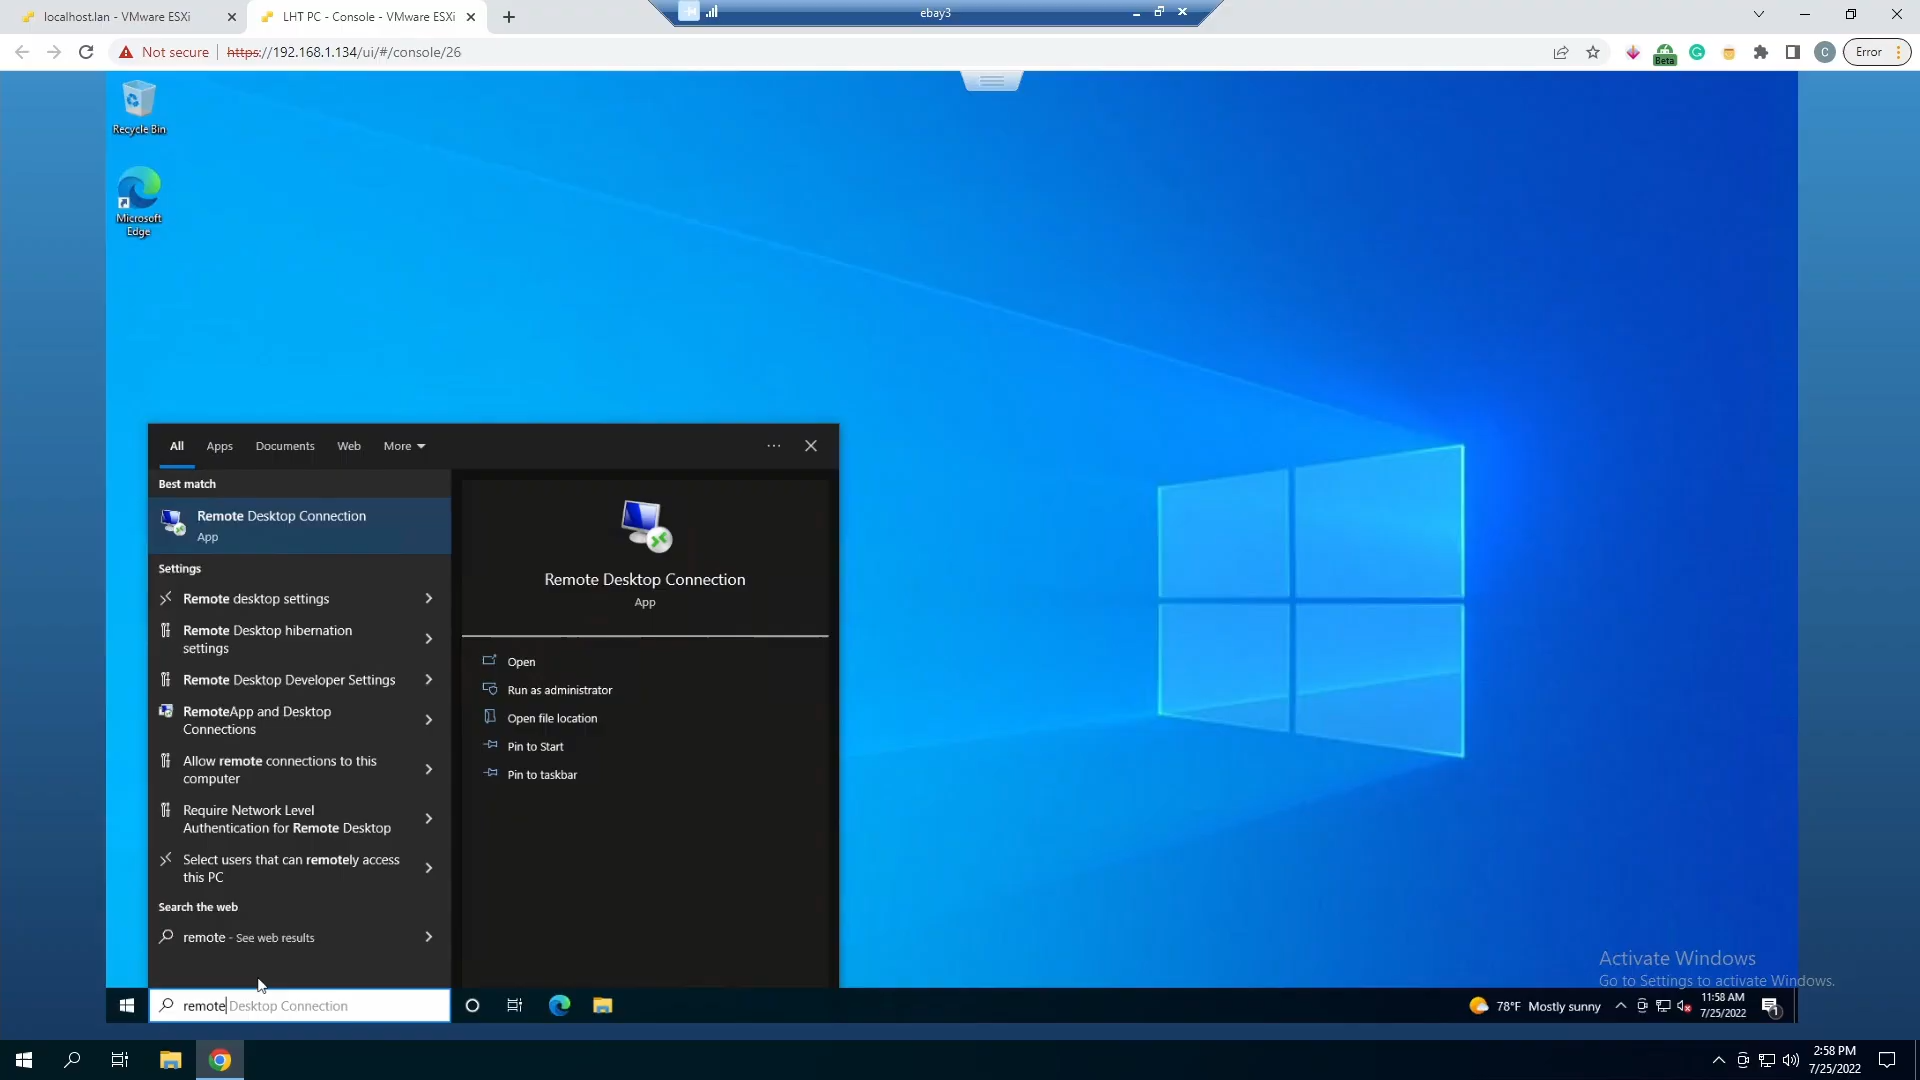 localhost.lan - VMware ESXi
LHT PC - Console - VMware ESXi
ebay3
Not secure
https://192.168.1.134/ui/#/console/26
Beta
C
Error
Recycle Bin
Microsoft
Edge
All
Apps
Documents
Web
More
Best match
Remote Desktop Connection
App
Settings
Remote desktop settings
Remote Desktop hibernation
settings
Remote Desktop Developer Settings
RemoteApp and Desktop
Connections
Allow remote connections to this
computer
Require Network Level
Authentication for Remote Desktop
Select users that can remotely access
this PC
Search the web
remote - See web results
Remote Desktop Connection
App
Open
Run as administrator
Open file location
Pin to Start
Pin to taskbar
Activate Windows
Go to Settings to activate Windows.
remote Desktop Connection
78°F Mostly sunny
11:58 AM
7/25/2022
1
2:58 PM
7/25/2022